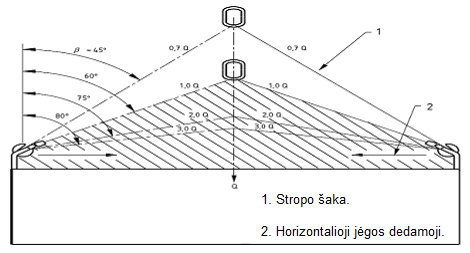 β = 45°
0,7 Q
0,7 Q
1
60°
75°
1,0 Q
1,0 Q
80°
2,0 Q
2
3,0 Q
2,0 Q
3,0 Q
Q
1. Stropo šaka.
2. Horizontalioji jėgos dedamoji.